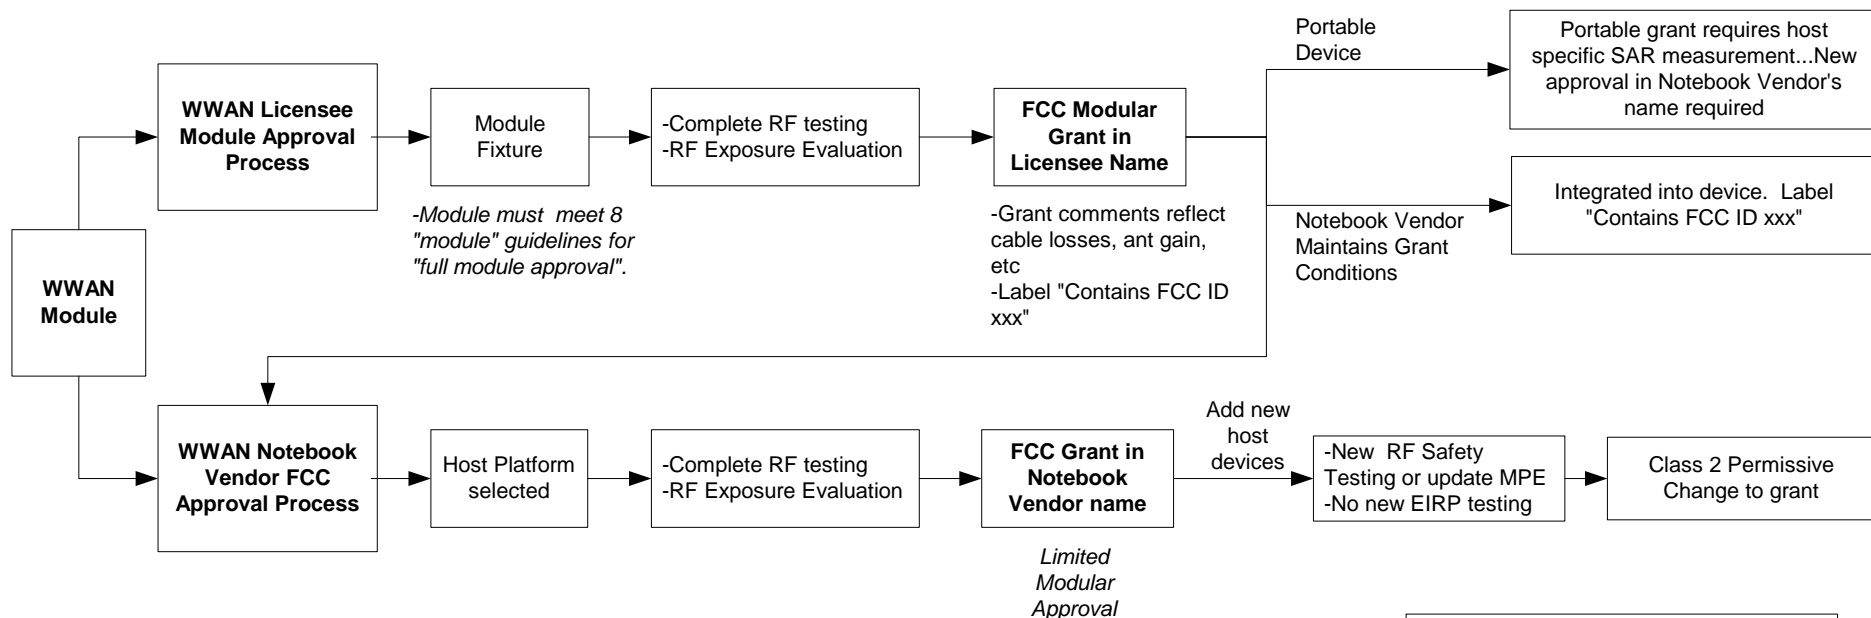 Portable
Device
Portable grant requires host
specific SAR measurement...New
approval in Notebook Vendor's
name required
WWAN Licensee
Module Approval
Process
Module
Fixture
-Complete RF testing
-RF Exposure Evaluation
FCC Modular
Grant in
Licensee Name
-Module must  meet 8
"module" guidelines for
"full module approval".
-Grant comments reflect
cable losses, ant gain,
etc
-Label "Contains FCC ID
xxx"
Notebook Vendor
Maintains Grant
Conditions
Integrated into device.  Label
"Contains FCC ID xxx"
WWAN
Module
WWAN Notebook
Vendor FCC
Approval Process
Host Platform
selected
-Complete RF testing
-RF Exposure Evaluation
FCC Grant in
Notebook
Vendor name
Limited
Modular
Approval
Add new
host
devices
-New  RF Safety
Testing or update MPE
-No new EIRP testing
Class 2 Permissive
Change to grant